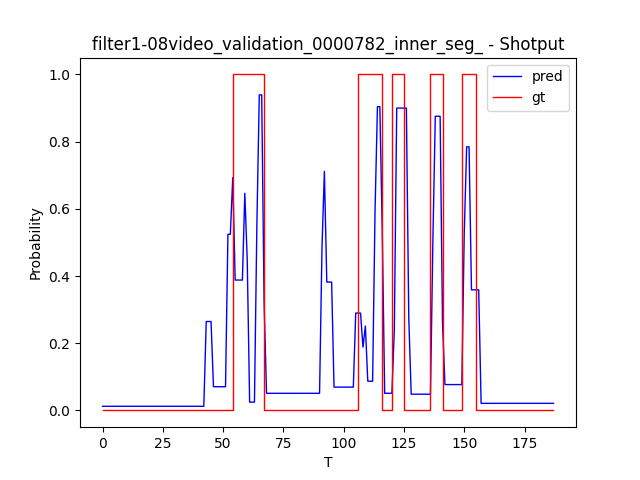 filter1-08video_validation_0000782_inner_seg_ - Shotput
pred
gt
1.0
0.8
0.6
0.4
0.2
0.0
Probability
0 25 50 75 100 125 150 175
T